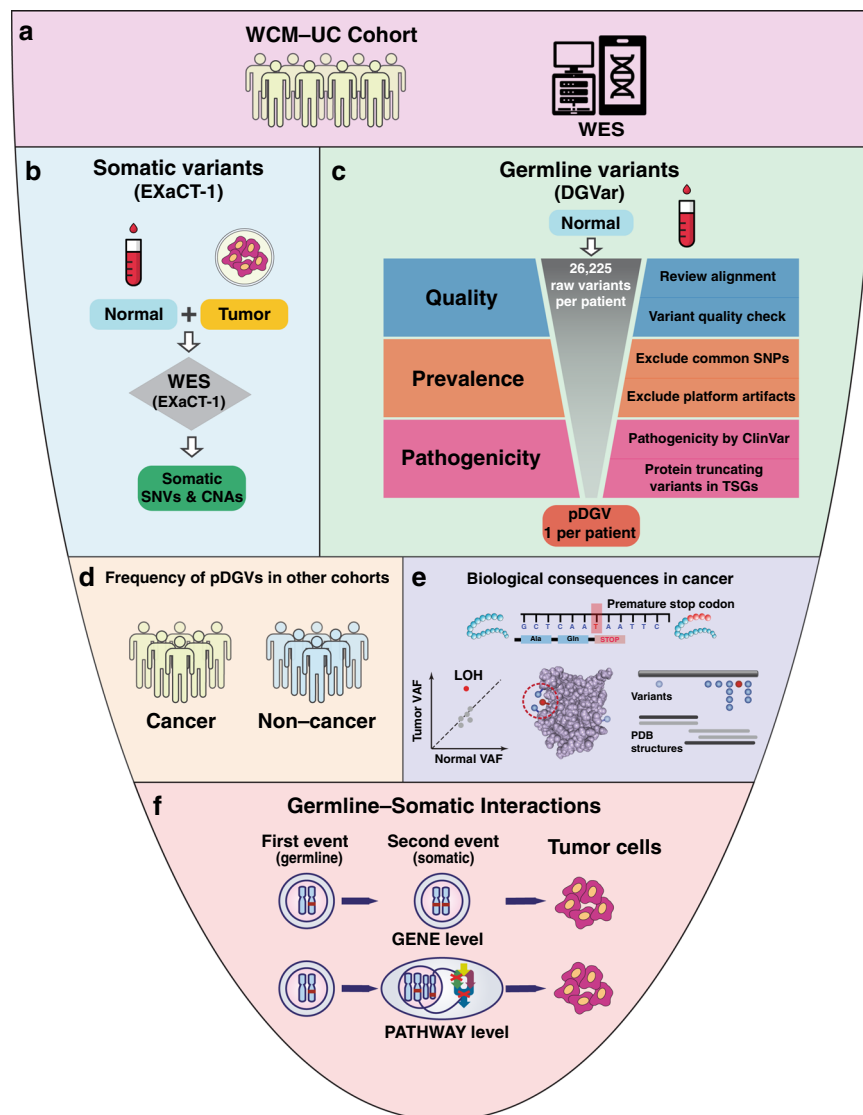 a
WCM–UC Cohort
WES
b
Somatic variants
(EXaCT-1)
Normal + Tumor
WES
(EXaCT-1)
Somatic
SNVs & CNAs
c
Germline variants
(DGVar)
Normal
26,225
raw variants
per patient
Quality
Review alignment
Variant quality check
Prevalence
Exclude common SNPs
Exclude platform artifacts
Pathogenicity
Pathogenicity by ClinVar
Protein truncating
variants in TSGs
pDGV
1 per patient
d
Frequency of pDGVs in other cohorts
Cancer
Non–cancer
e
Biological consequences in cancer
Premature stop codon
G C T C A A T A A T T C
Ala Gln STOP
LOH
Tumor VAF
Normal VAF
Variants
PDB
structures
f
Germline–Somatic Interactions
First event
(germline)
Second event
(somatic)
Tumor cells
GENE level
PATHWAY level